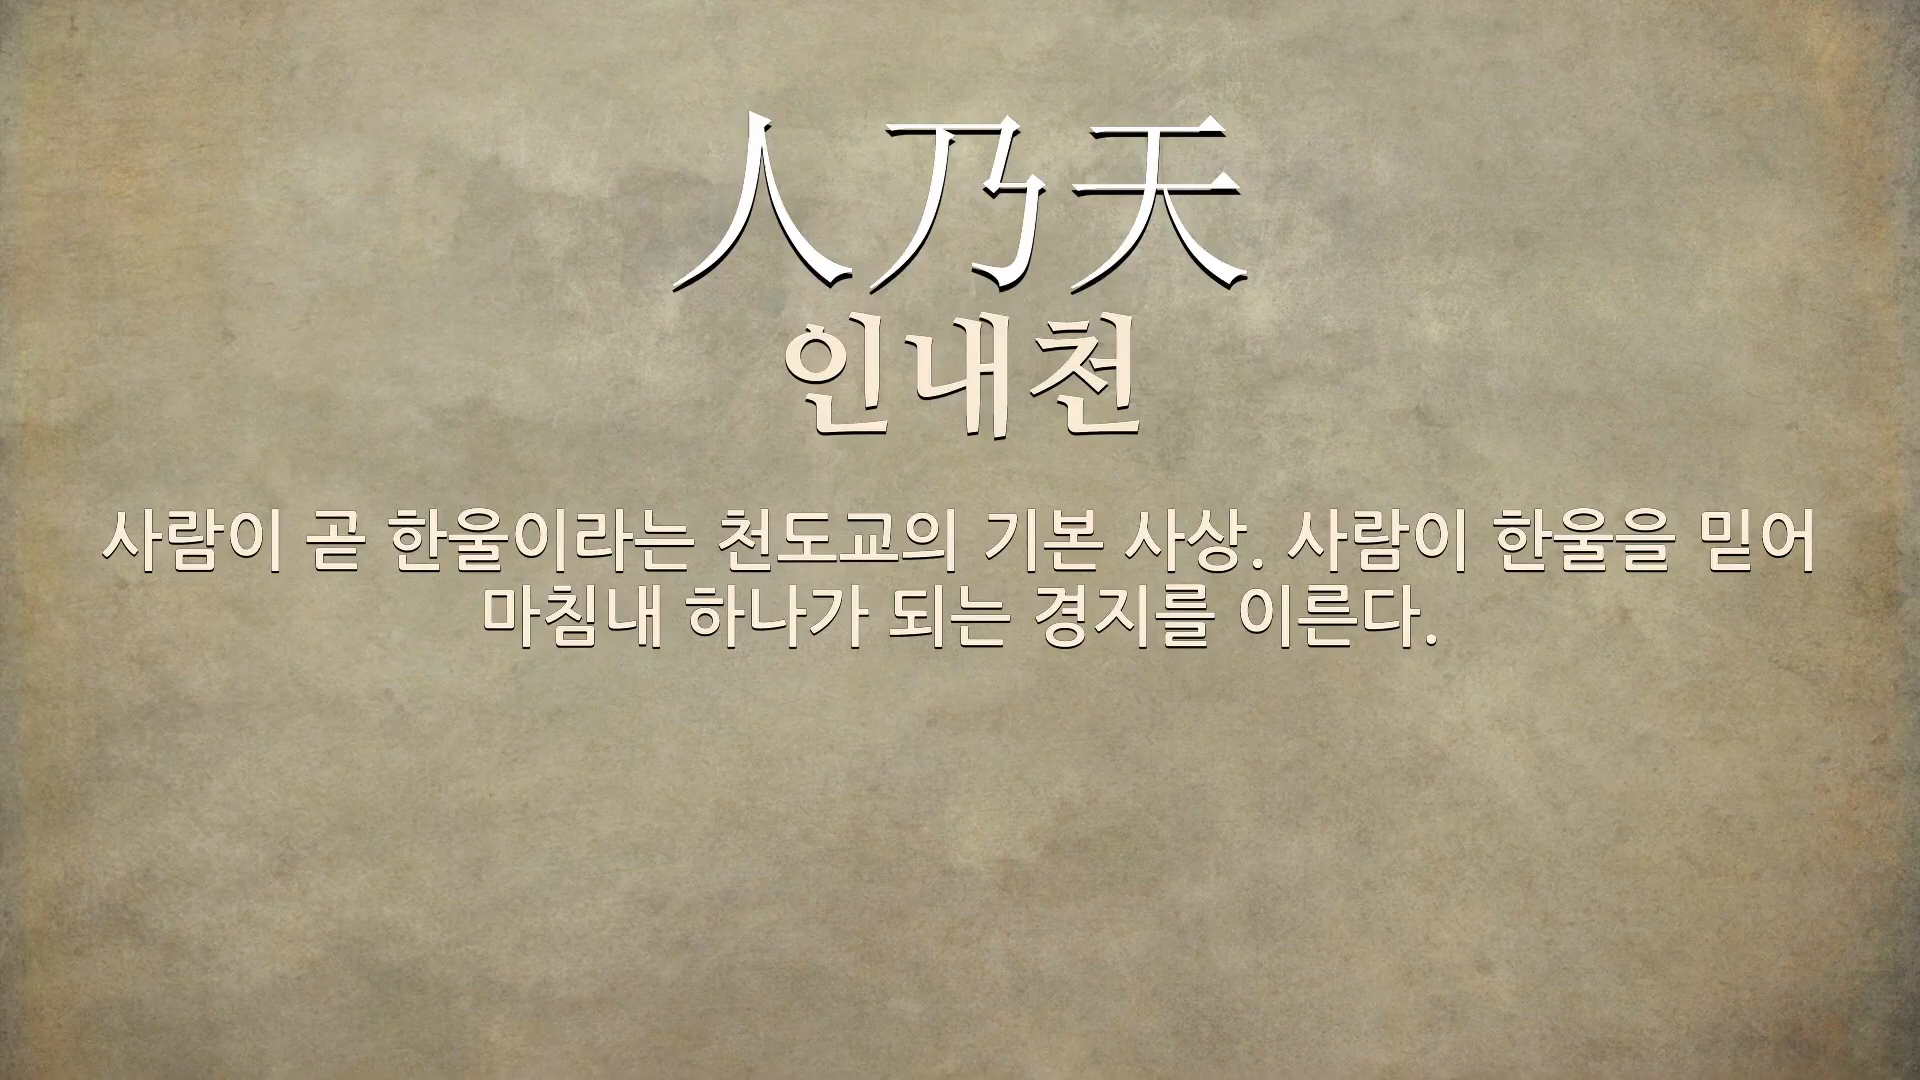 人乃天
인내천
사람이 곧 한울이라는 천도교의 기본 사상. 사람이 한울을 믿어
마침내 하나가 되는 경지를 이른다.